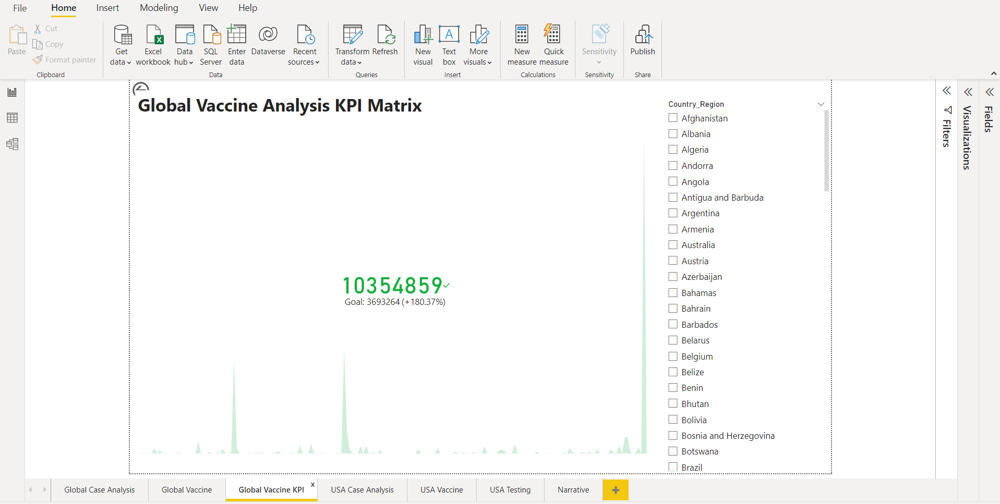 File Home Insert Modeling View Help
Paste
Cut
Copy
Format painter
Clipboard
Get data
Excel workbook
Data hub
SQL Server
Enter data
Dataverse
Recent sources
Data
Transform data
Refresh
Queries
New visual
A
Text box
More visuals
Insert
New measure
Quick measure
Calculations
Sensitivity
Sensitivity
Publish
Share
Global Vaccine Analysis KPI Matrix
10354859
Goal: 3693264 (+180.37%)
Country_Region
Afghanistan
Albania
Algeria
Andorra
Angola
Antigua and Barbuda
Argentina
Armenia
Australia
Austria
Azerbaijan
Bahamas
Bahrain
Barbados
Belarus
Belgium
Belize
Benin
Bhutan
Bolivia
Bosnia and Herzegovina
Botswana
Brazil
Filters
Visualizations
Fields
Global Case Analysis Global Vaccine Global Vaccine KPI x USA Case Analysis USA Vaccine USA Testing Narrative